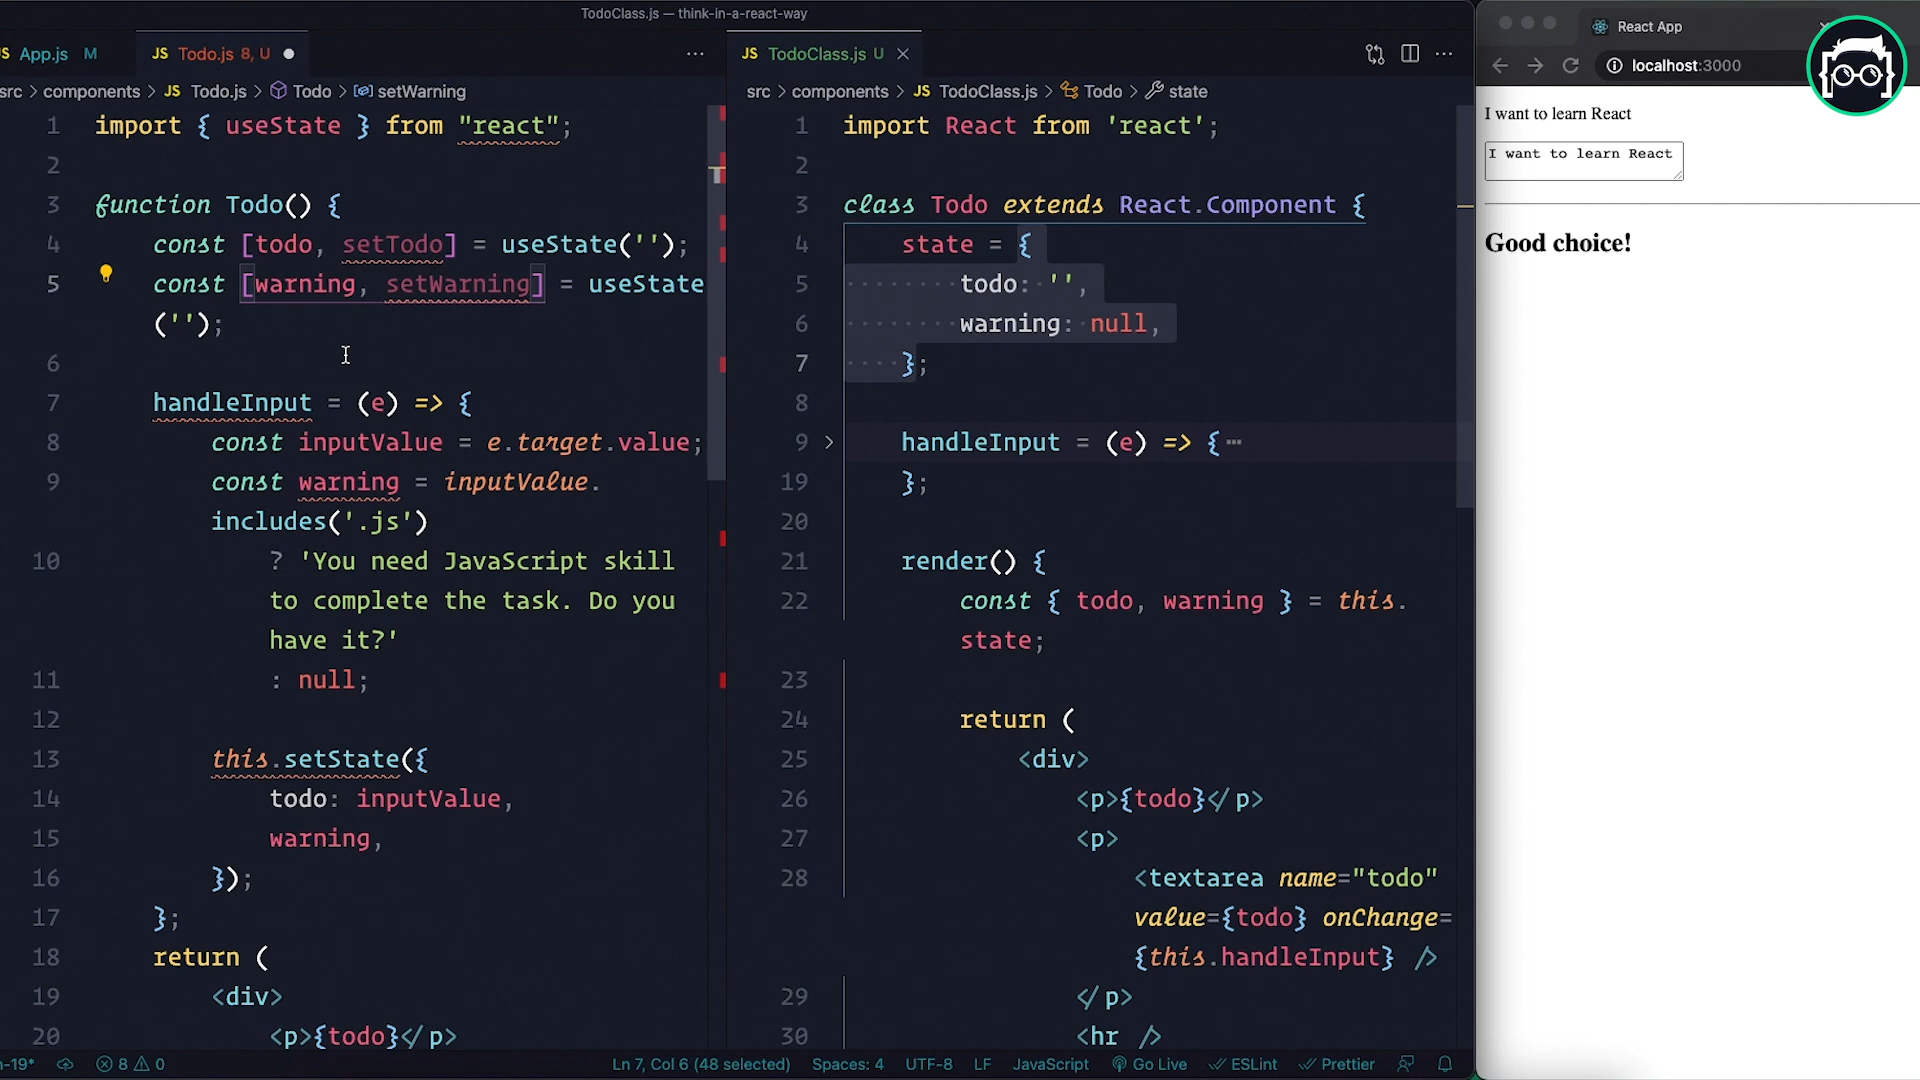 TodoClass.js — think-in-a-react-way
JS App.js M
JS Todo.js 8, U
src > components > JS Todo.js > Todo > setWarning
1 import { useState } from "react";
2
3 function Todo() {
4 const [todo, setTodo] = useState('');
5 const [warning, setWarning] = useState
('');
6
7 handleInput = (e) => {
8 const inputValue = e.target.value;
9 const warning = inputValue.
includes('.js')
10 ? 'You need JavaScript skill
to complete the task. Do you
have it?'
11 : null;
12
13 this.setState({
14 todo: inputValue,
15 warning,
16 });
17 };
18 return (
19 <div>
20 <p>{todo}</p>
JS TodoClass.js U
src > components > JS TodoClass.js > Todo > state
1 import React from 'react';
2
3 class Todo extends React.Component {
4 state = {
5 todo: '',
6 warning: null,
7 };
8
9 handleInput = (e) => {
19 };
20
21 render() {
22 const { todo, warning } = this.
state;
23
24 return (
25 <div>
26 <p>{todo}</p>
27 <p>
28 <textarea name="todo"
value={todo} onChange=
{this.handleInput} />
29 </p>
30 <hr />
8 0
Ln 7, Col 6 (48 selected) Spaces: 4 UTF-8 LF JavaScript Go Live ESLint Prettier
React App
localhost:3000
I want to learn React
I want to learn React
Good choice!